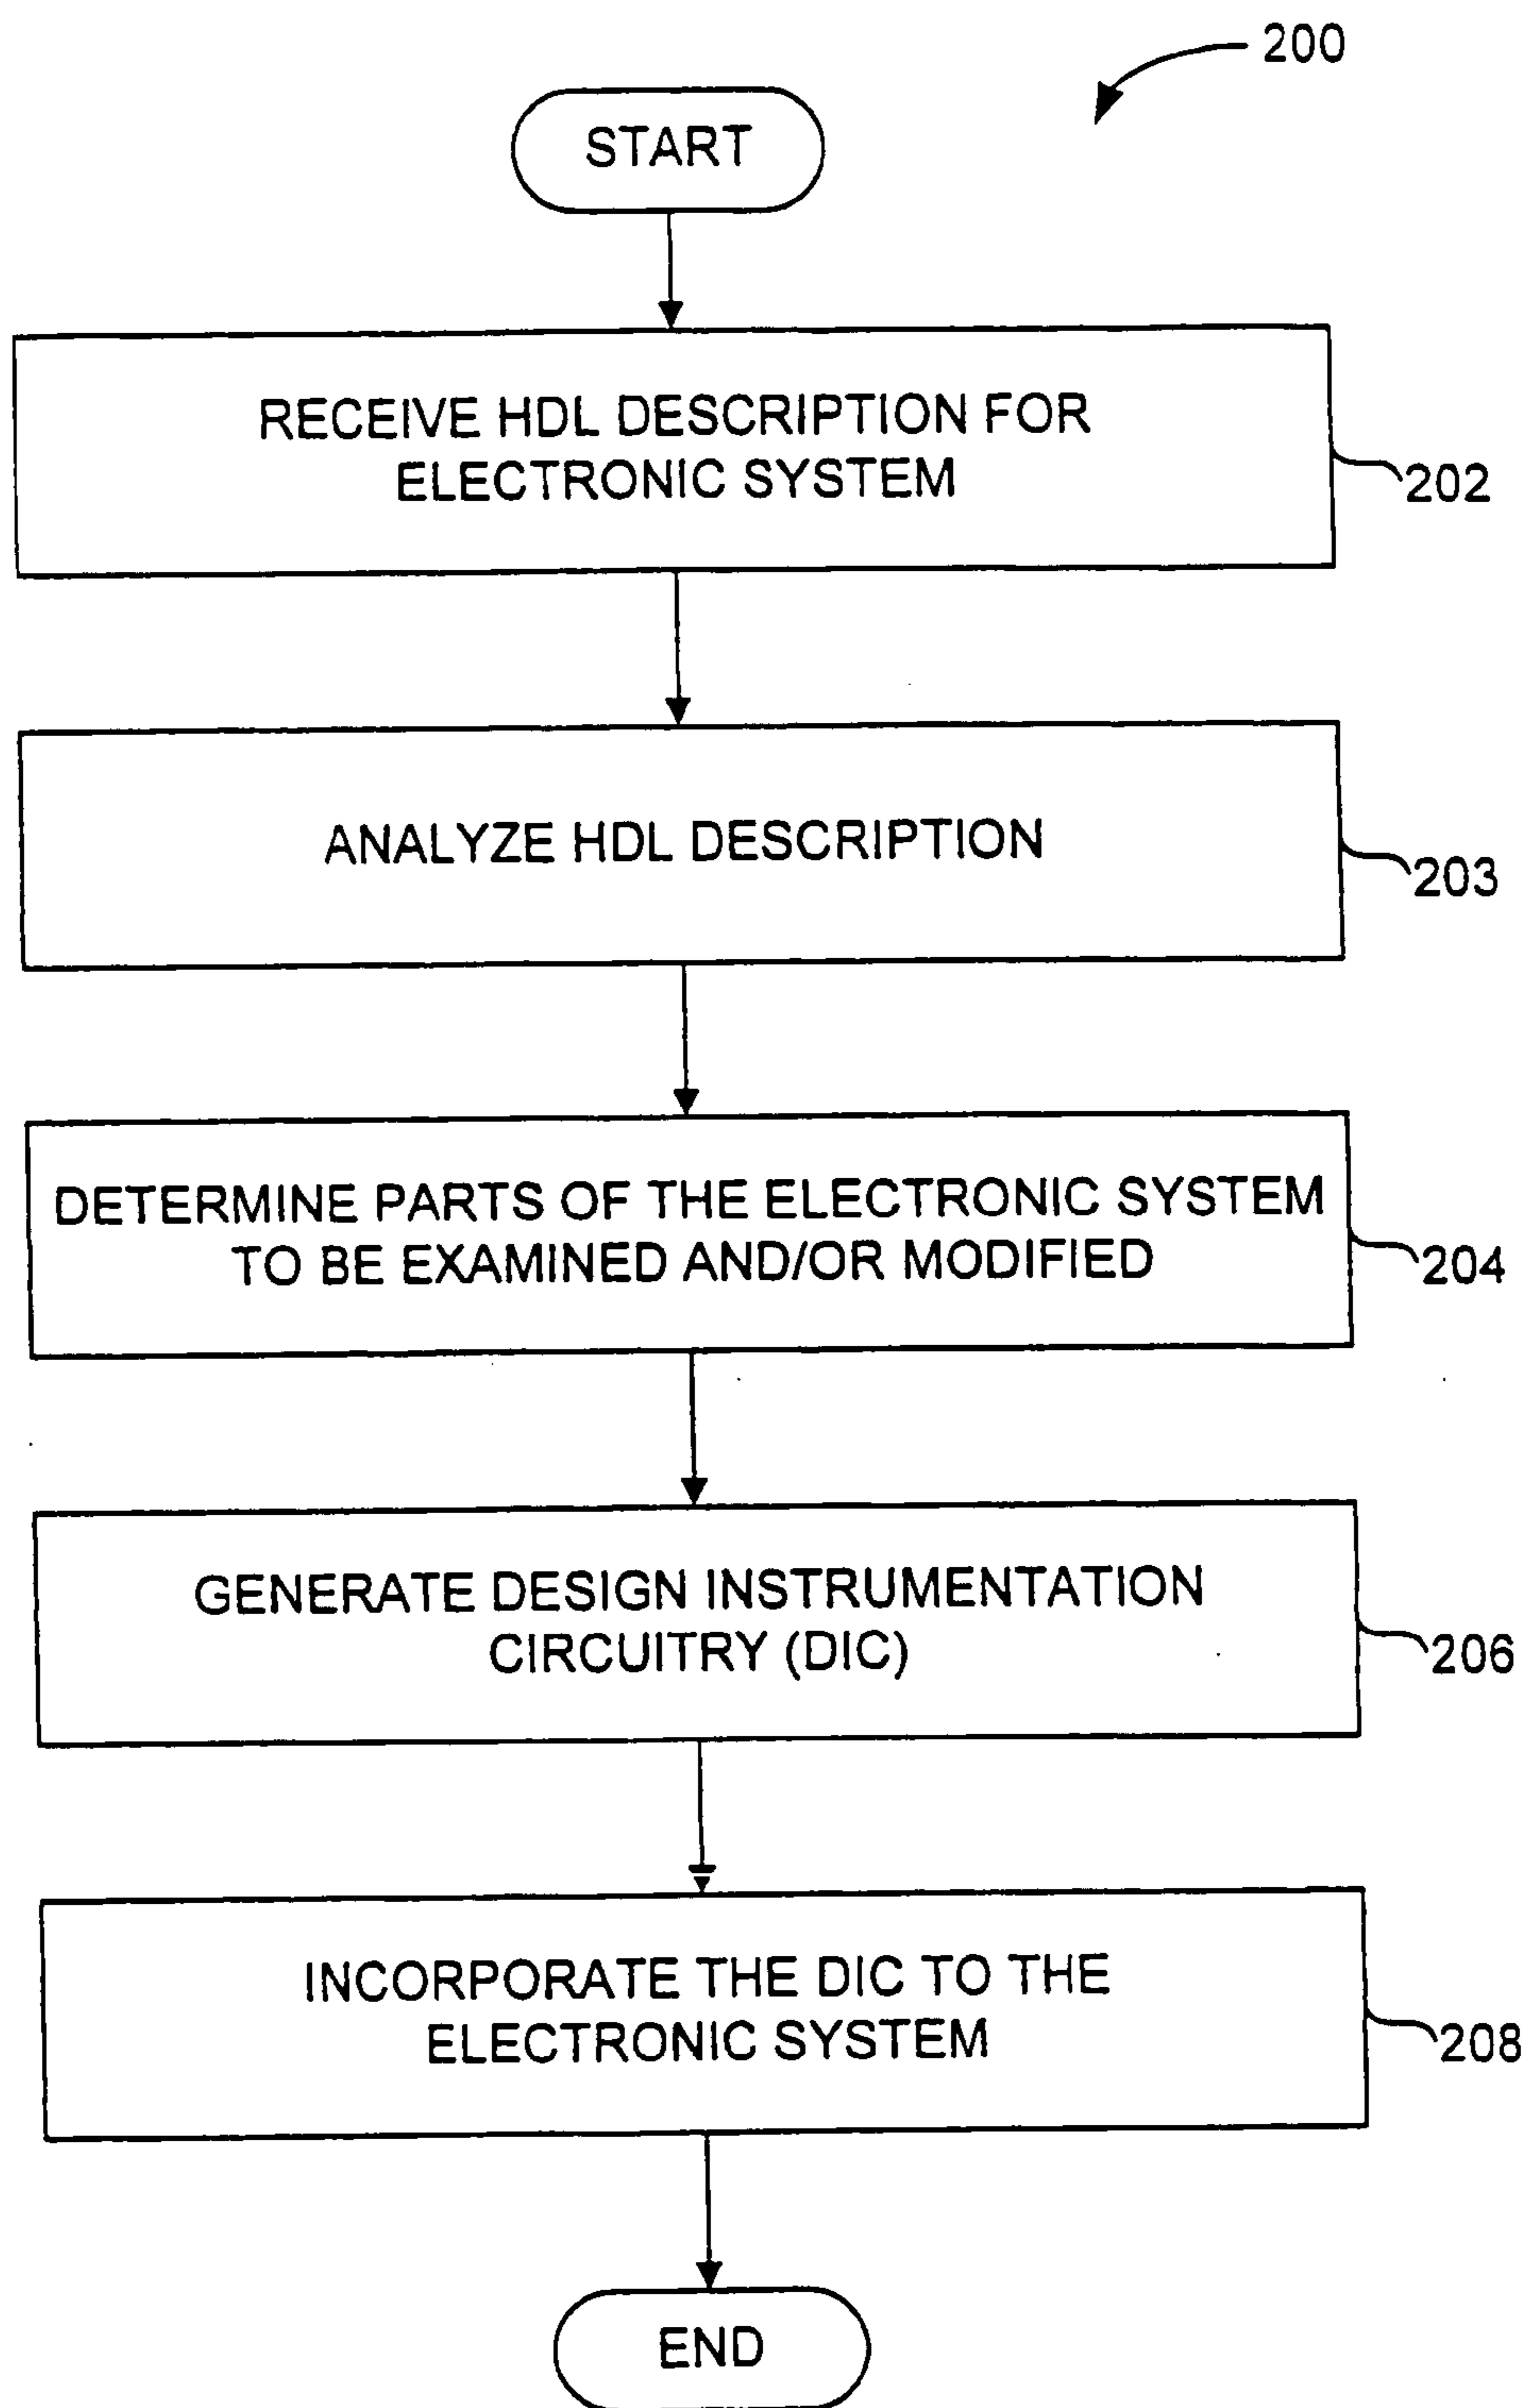 200
START
RECEIVE HDL DESCRIPTION FOR
ELECTRONIC SYSTEM
202
ANALYZE HDL DESCRIPTION
203
DETERMINE PARTS OF THE ELECTRONIC SYSTEM
TO BE EXAMINED AND/OR MODIFIED
204
GENERATE DESIGN INSTRUMENTATION
CIRCUITRY (DIC)
206
INCORPORATE THE DIC TO THE
ELECTRONIC SYSTEM
208
END